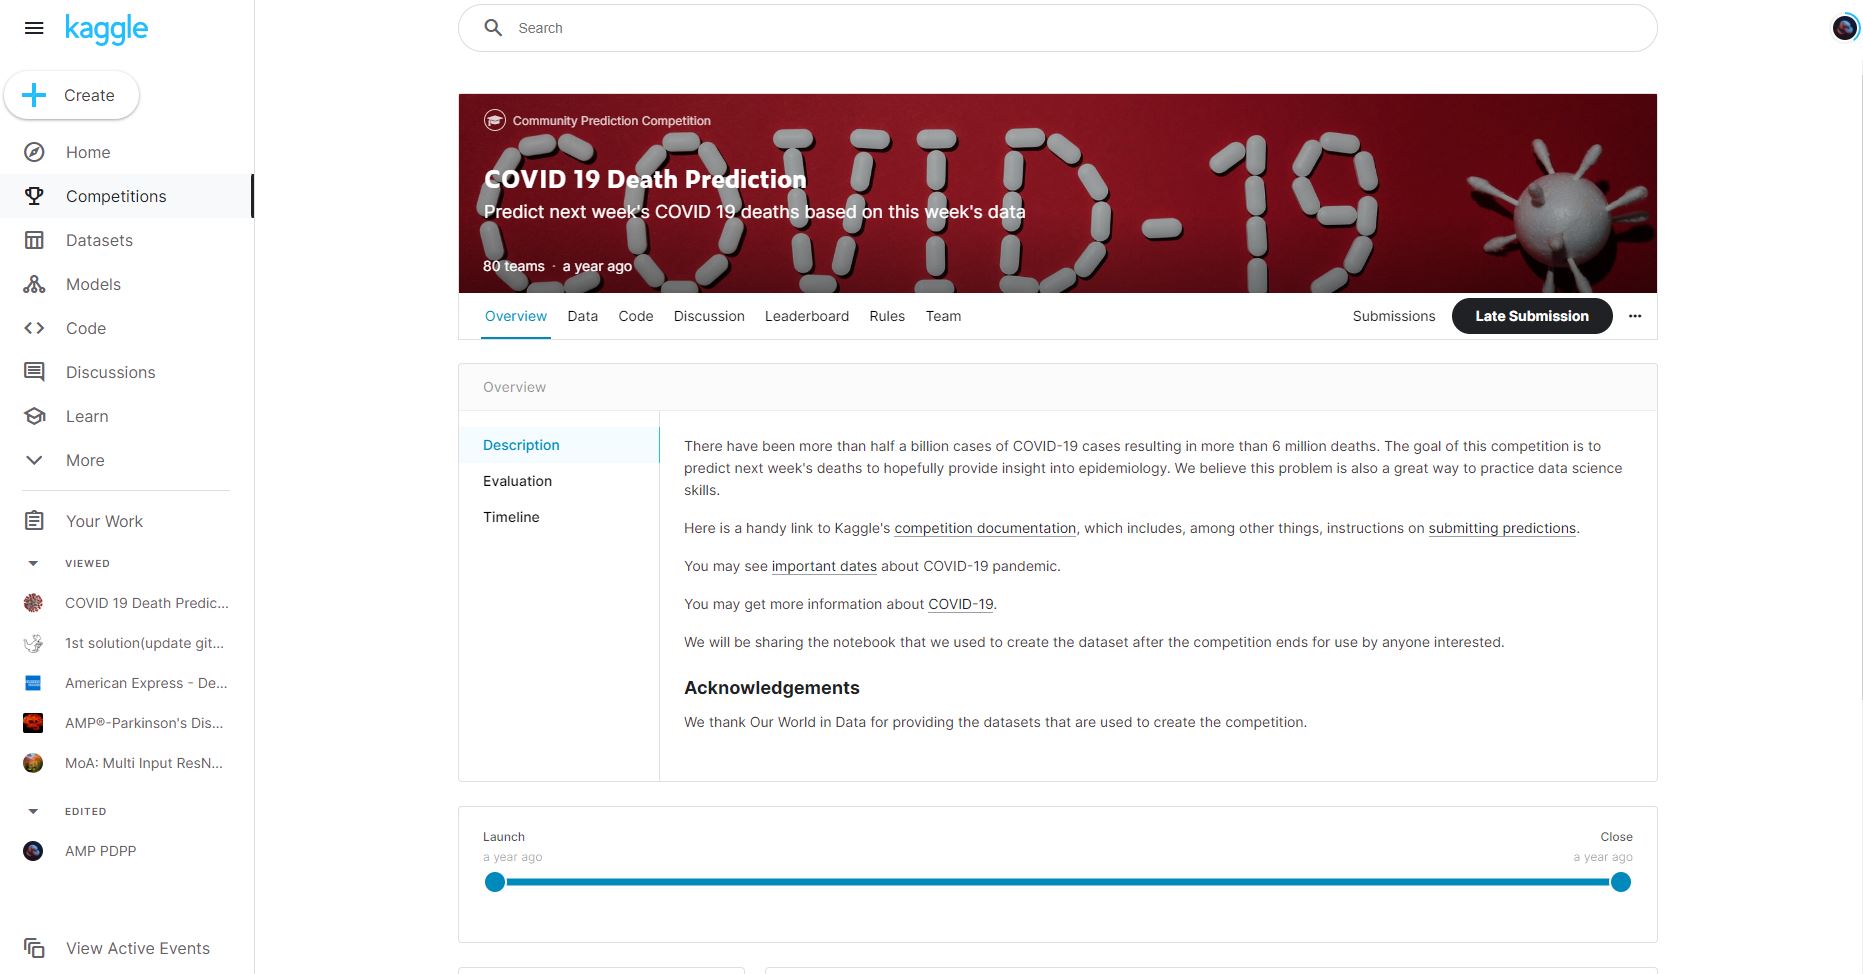 kaggle
Search
Create
Home
Competitions
Datasets
Models
Code
Discussions
Learn
More
Your Work
VIEWED
COVID 19 Death Predic...
1st solution(update git...
American Express - De...
AMP®-Parkinson's Dis...
MoA: Multi Input ResN...
EDITED
AMP PDPP
View Active Events
Community Prediction Competition
COVID-19
COVID 19 Death Prediction
Predict next week's COVID 19 deaths based on this week's data
80 teams · a year ago
Overview Data Code Discussion Leaderboard Rules Team Submissions Late Submission
Overview
Description
Evaluation
Timeline
There have been more than half a billion cases of COVID-19 cases resulting in more than 6 million deaths. The goal of this competition is to
predict next week's deaths to hopefully provide insight into epidemiology. We believe this problem is also a great way to practice data science
skills.
Here is a handy link to Kaggle's competition documentation, which includes, among other things, instructions on submitting predictions.
You may see important dates about COVID-19 pandemic.
You may get more information about COVID-19.
We will be sharing the notebook that we used to create the dataset after the competition ends for use by anyone interested.
Acknowledgements
We thank Our World in Data for providing the datasets that are used to create the competition.
Launch Close
a year ago a year ago